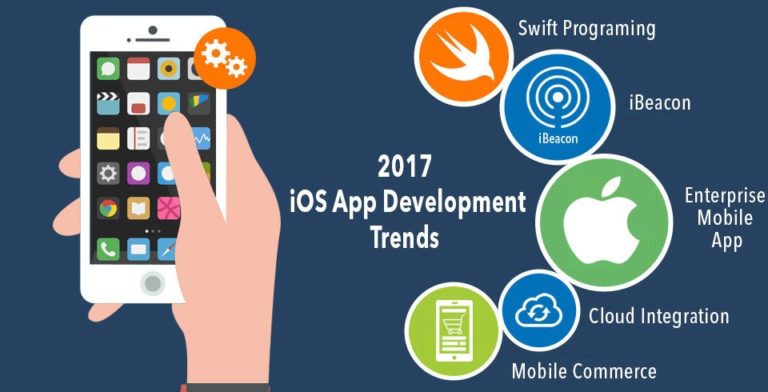 2017
iOS App Development
Trends
Swift Programing
iBeacon
iBeacon
Enterprise
Mobile
App
Cloud Integration
Mobile Commerce